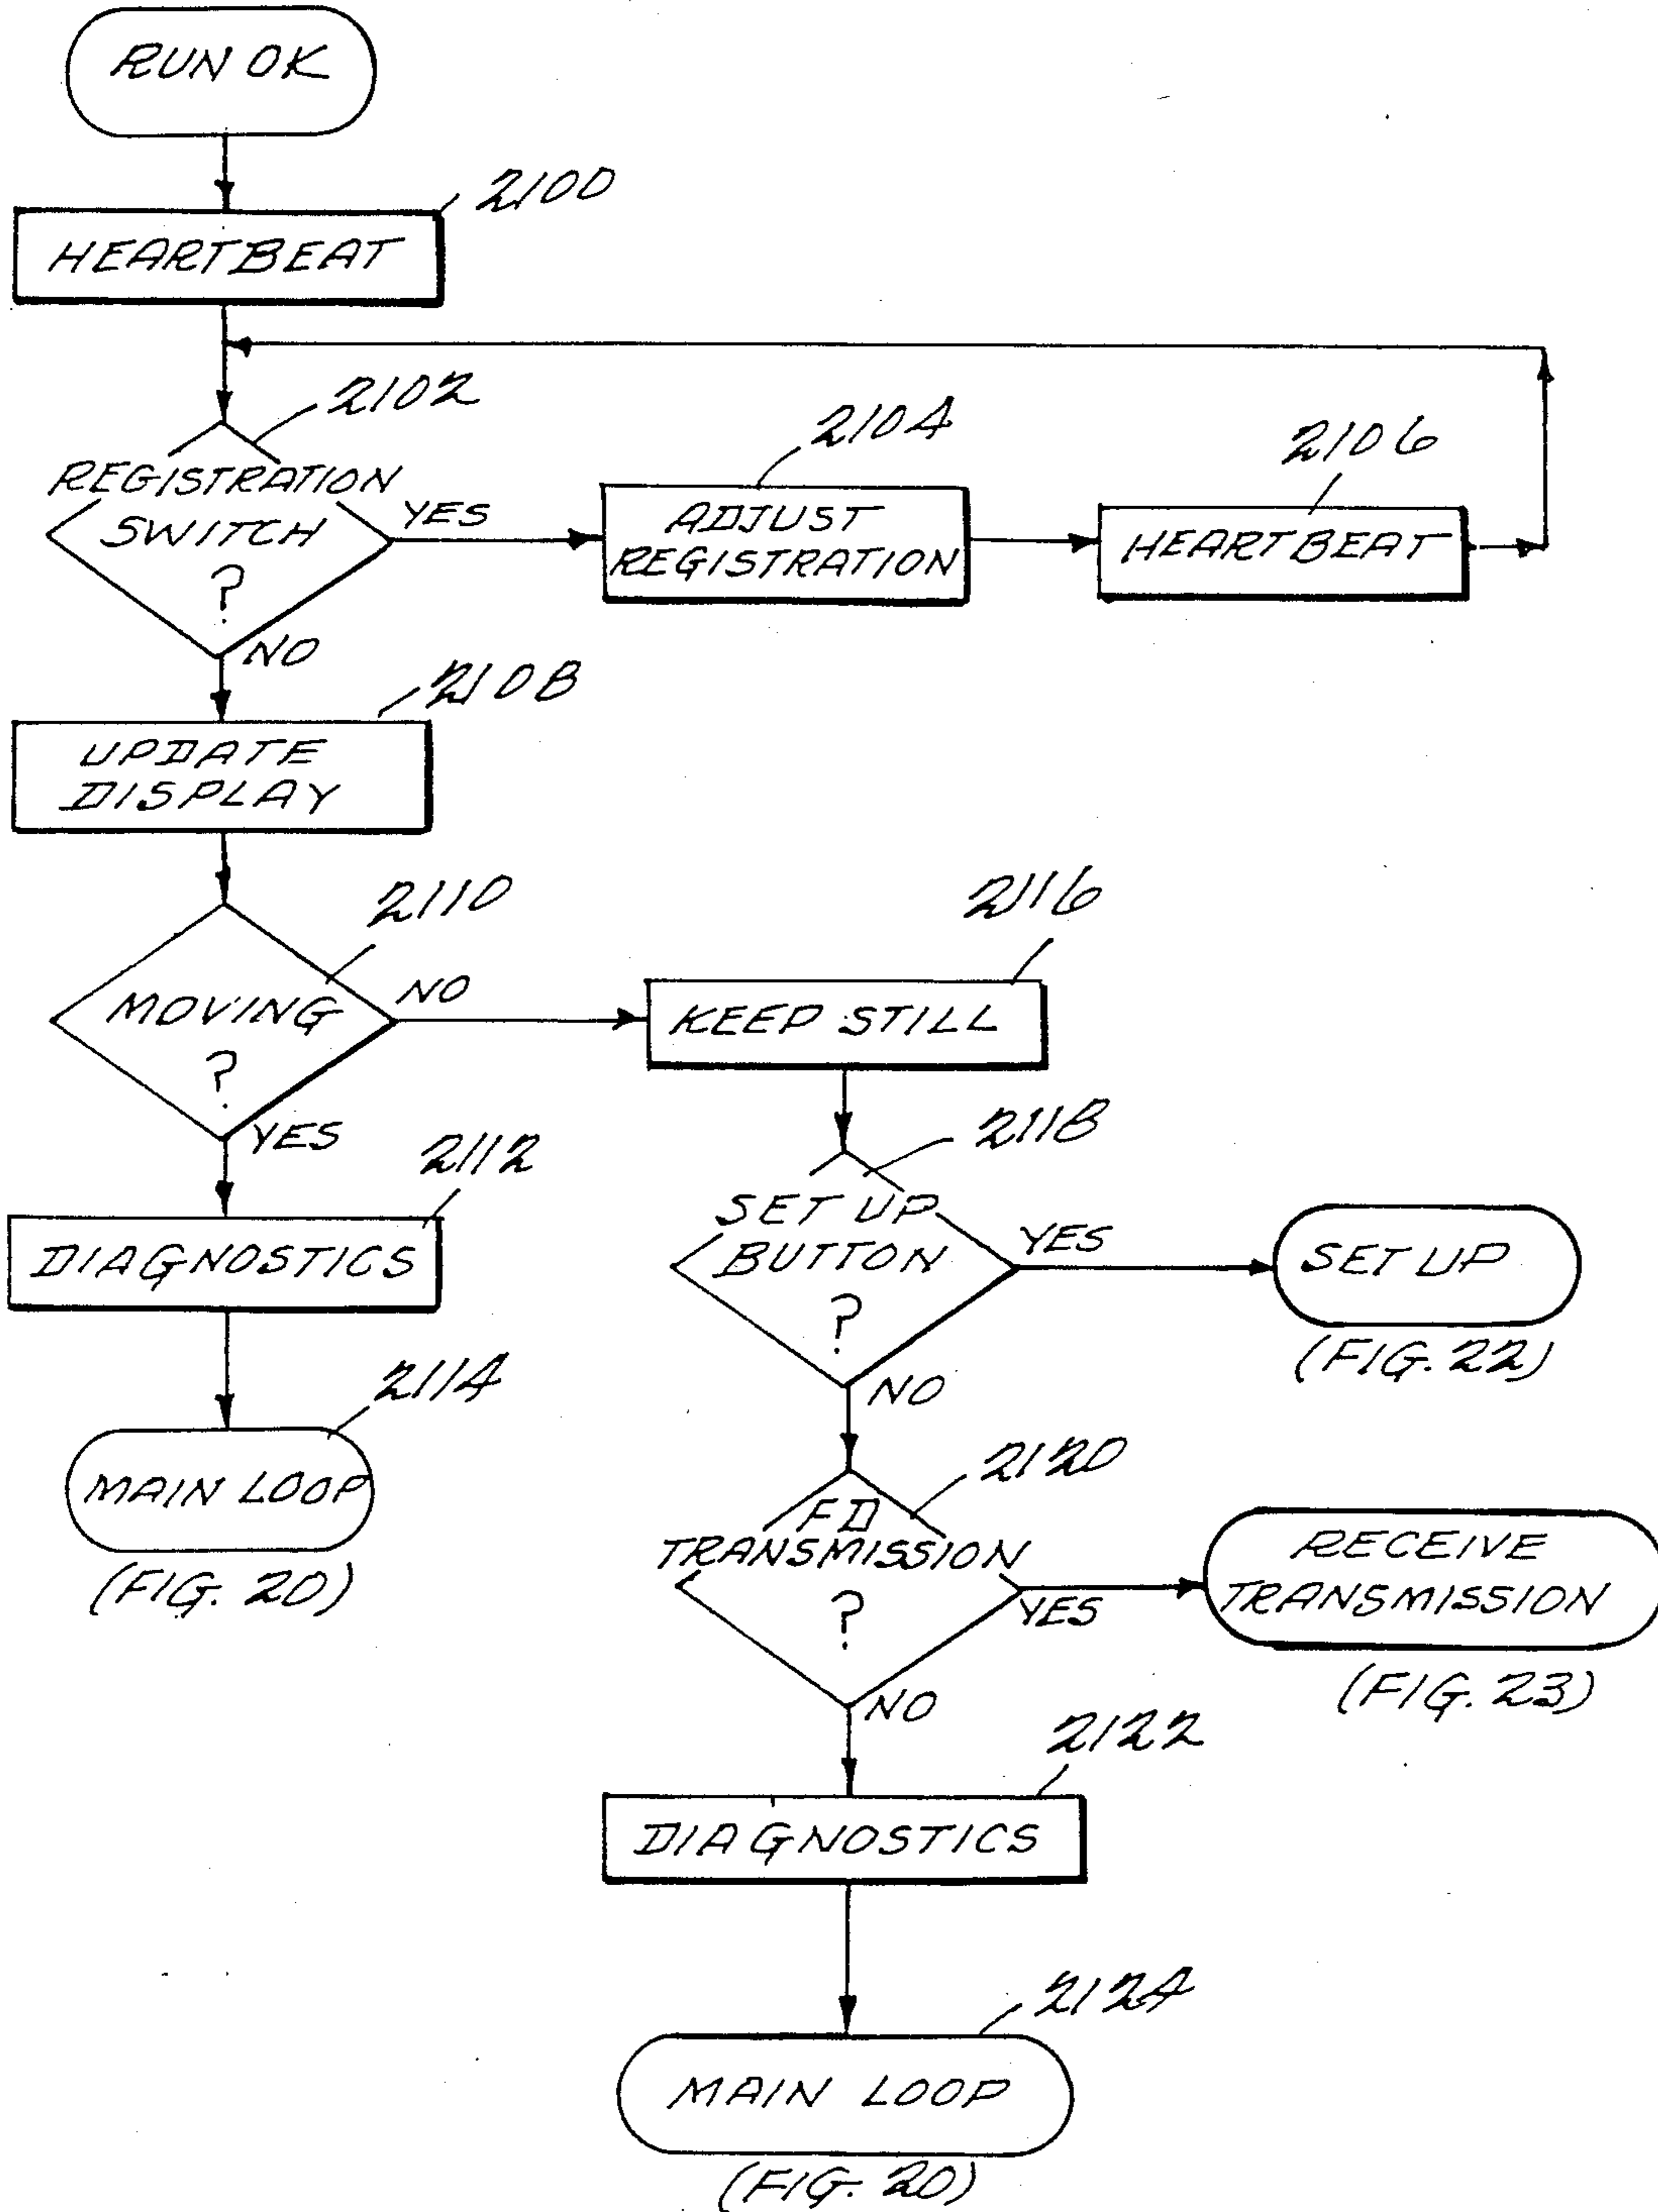 RUN OK
2100
HEARTBEAT
2102
REGISTRATION
SWITCH
?
YES
2104
ADJUST
REGISTRATION
2106
HEARTBEAT
NO
2108
UPDATE
DISPLAY
2110
MOVING
?
NO
2116
KEEP STILL
YES
2112
DIAGNOSTICS
2114
MAIN LOOP
(FIG. 20)
2118
SET UP
BUTTON
?
YES
SET UP
(FIG. 22)
NO
2120
FD
TRANSMISSION
?
YES
RECEIVE
TRANSMISSION
(FIG. 23)
NO
2122
DIAGNOSTICS
2124
MAIN LOOP
(FIG. 20)